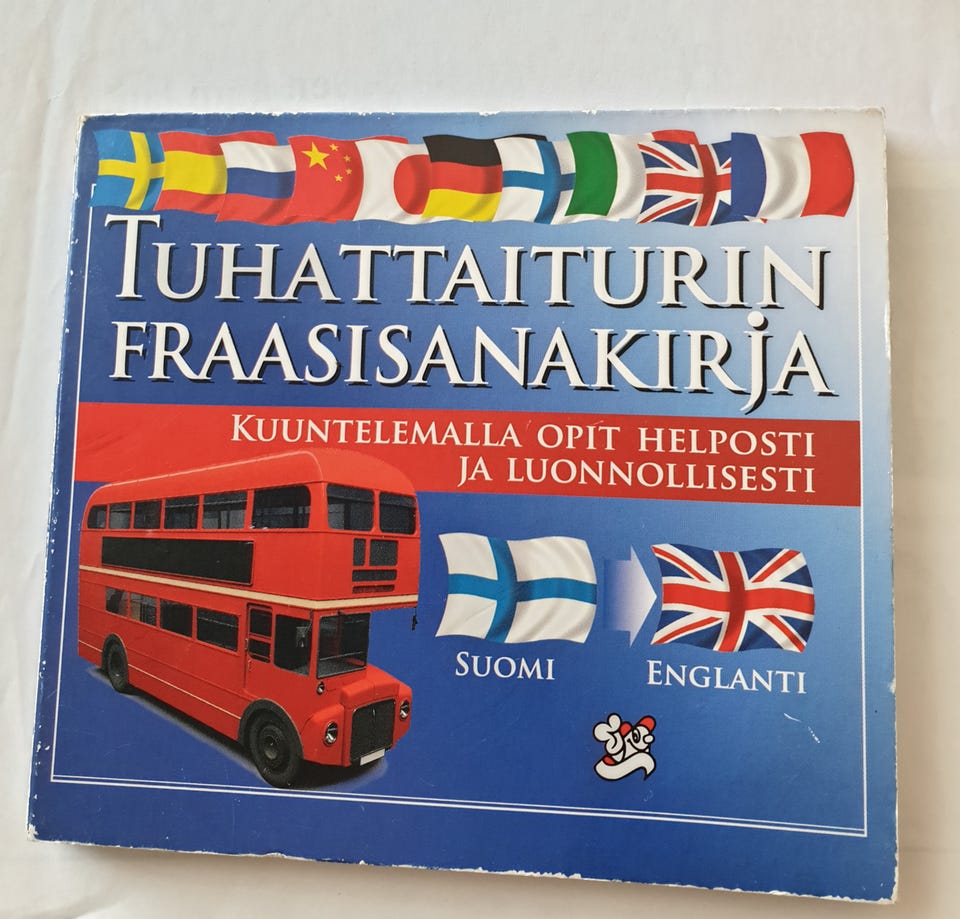 TUHATTAITURIN
FRAASISANAKIRJA
KUUNTELEMALLA OPIT HELPOSTI
JA LUONNOLLISESTI
SUOMI
ENGLANTI